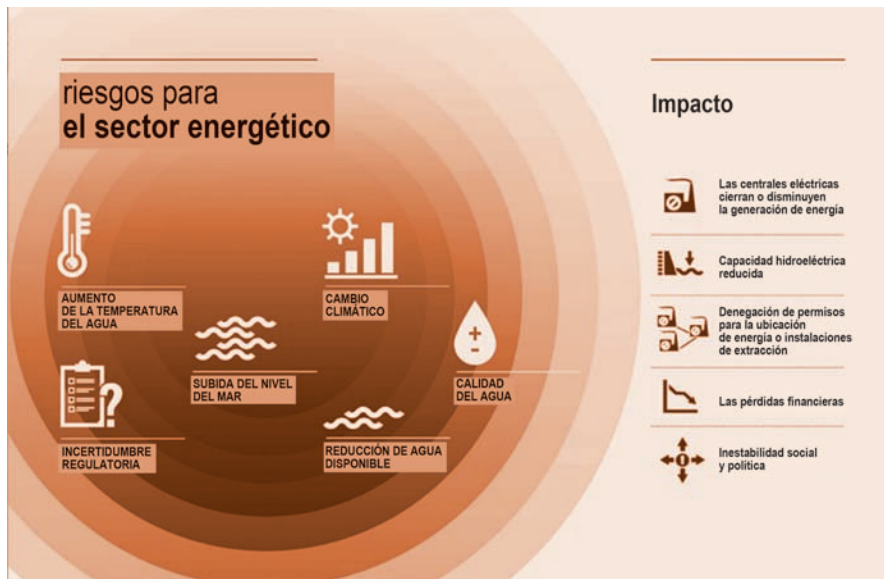 riesgos para
el sector energético
AUMENTO
DE LA TEMPERATURA
DEL AGUA
CAMBIO
CLIMÁTICO
SUBIDA DEL NIVEL
DEL MAR
CALIDAD
DEL AGUA
INCERTIDUMBRE
REGULATORIA
REDUCCIÓN DE AGUA
DISPONIBLE
Impacto
Las centrales eléctricas
cierran o disminuyen
la generación de energía
Capacidad hidroeléctrica
reducida
Denegación de permisos
para la ubicación
de energía o instalaciones
de extracción
Las pérdidas financieras
Inestabilidad social
y política